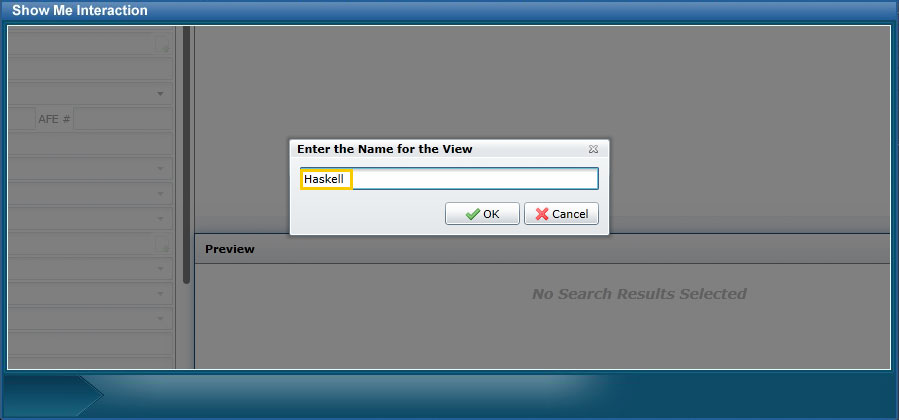 Show Me Interaction
AFE #
Enter the Name for the View
Haskell
OK
Cancel
Preview
No Search Results Selected